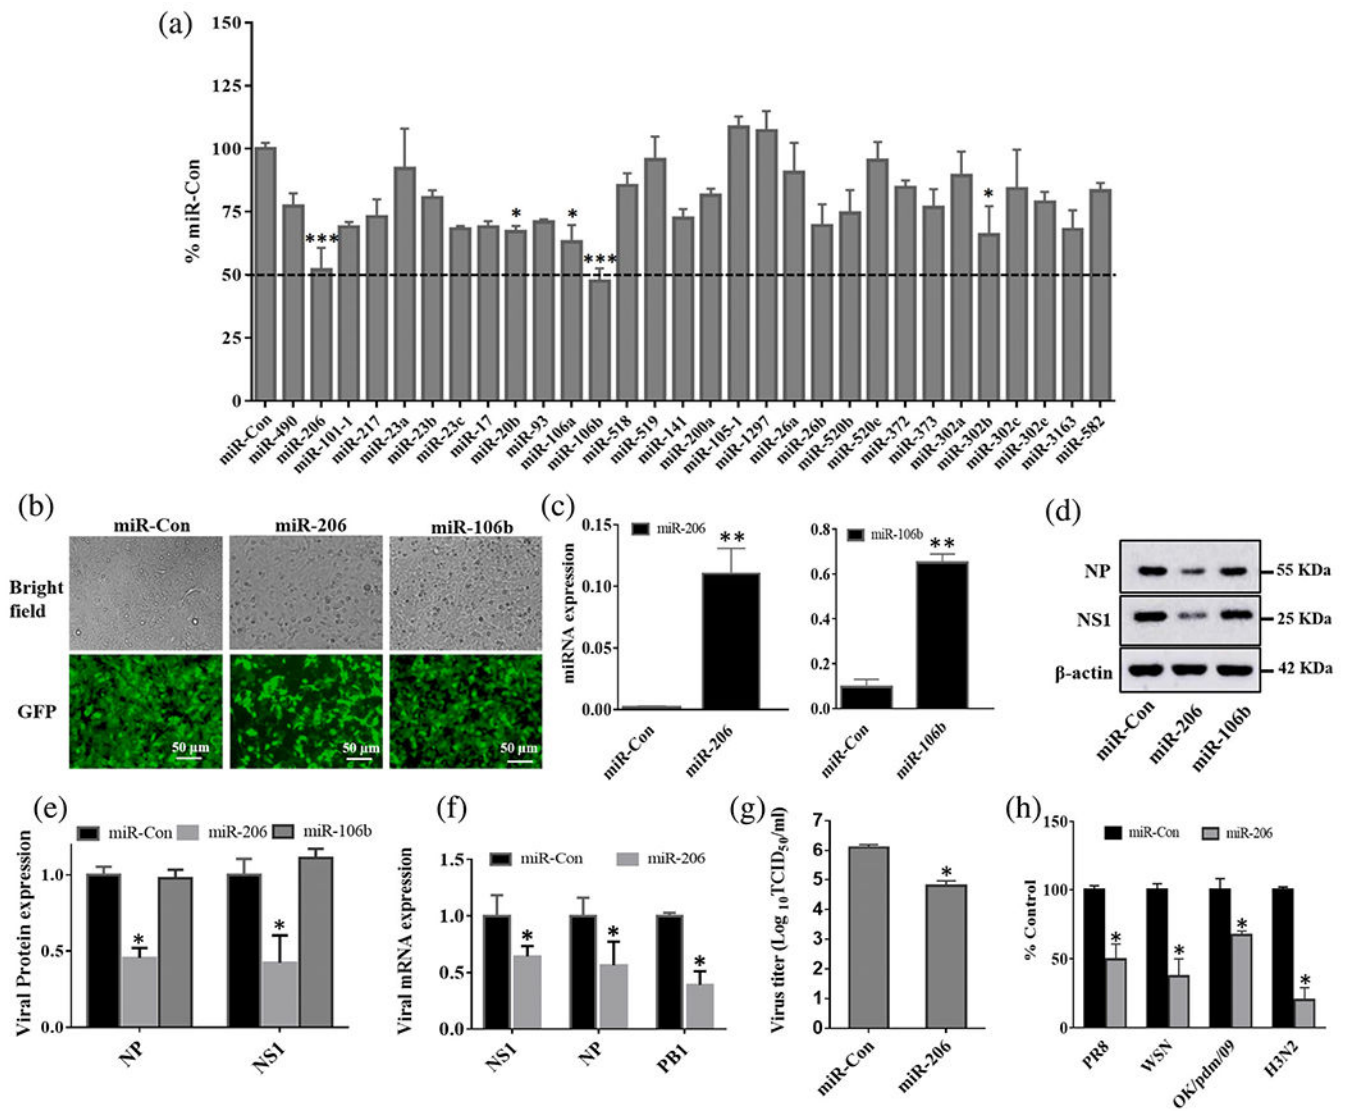 (a)
% miR-Con
150
125
100
75
50
25
0
***
*
*
***
*
miR-Con
miR-490
miR-206
miR-101-1
miR-217
miR-23a
miR-23b
miR-23c
miR-17
miR-20b
miR-93
miR-106a
miR-106b
miR-518
miR-519
miR-141
miR-200a
miR-105-1
miR-1297
miR-26a
miR-26b
miR-520b
miR-520e
miR-372
miR-373
miR-302a
miR-302b
miR-302c
miR-302e
miR-3163
miR-582
(b)
miR-Con miR-206 miR-106b
Bright
field
GFP
50 µm 50 µm 50 µm
(c)
miRNA expression
0.15
0.10
0.05
0.00
miR-206
**
miR-Con miR-206
0.8
0.6
0.4
0.2
0.0
miR-106b
**
miR-Con miR-106b
(d)
NP 55 KDa
NS1 25 KDa
β-actin 42 KDa
miR-Con miR-206 miR-106b
(e)
miR-Con miR-206 miR-106b
Viral Protein expression
1.0
0.5
0.0
* *
NP NS1
(f)
miR-Con miR-206
Viral mRNA expression
1.5
1.0
0.5
0.0
* * *
NS1 NP PB1
(g)
Virus titer (Log 10TCID50/ml)
7
6
5
4
3
2
1
0
*
miR-Con miR-206
(h)
miR-Con miR-206
% Control
150
100
50
0
* * * *
PR8 WSN OK/pdm/09 H3N2